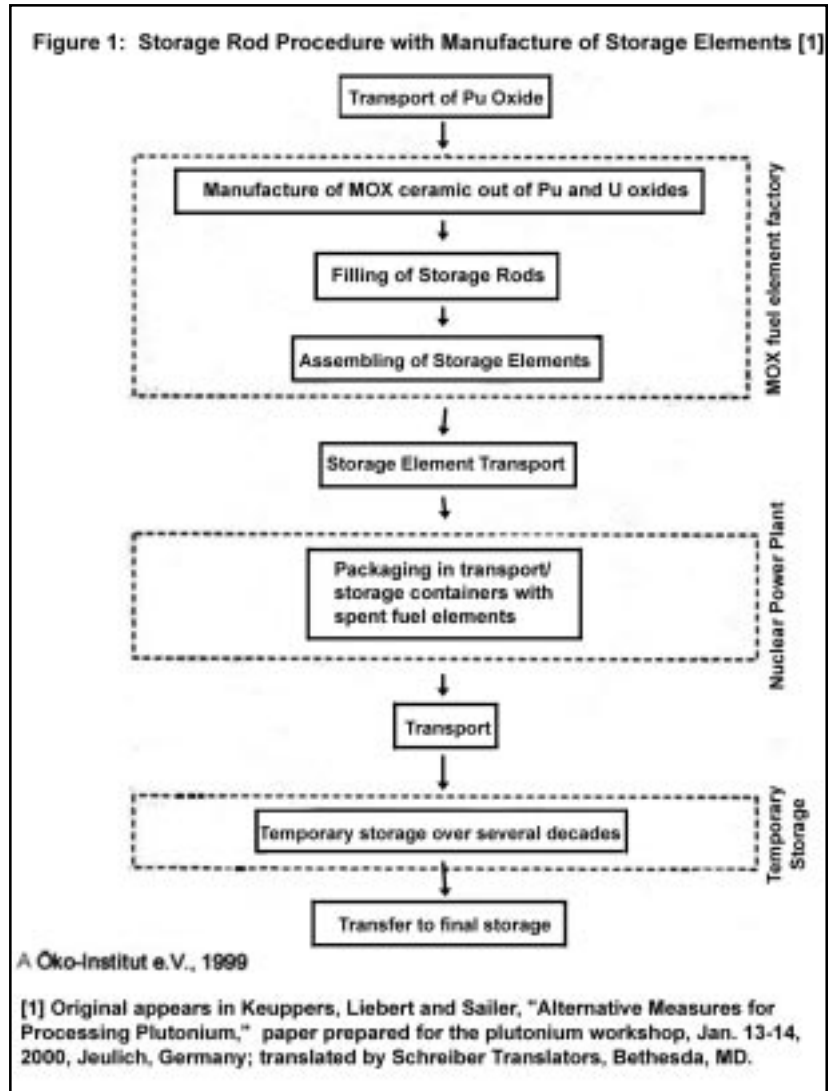 Figure 1: Storage Rod Procedure with Manufacture of Storage Elements [1]
Transport of Pu Oxide
Manufacture of MOX ceramic out of Pu and U oxides
Filling of Storage Rods
Assembling of Storage Elements
MOX fuel element factory
Storage Element Transport
Packaging in transport/
storage containers with
spent fuel elements
Nuclear Power Plant
Transport
Temporary storage over several decades
Temporary
Storage
Transfer to final storage
A Öko-Institut e.V., 1999
[1] Original appears in Keuppers, Liebert and Sailer, "Alternative Measures for
Processing Plutonium," paper prepared for the plutonium workshop, Jan. 13-14,
2000, Jeulich, Germany; translated by Schreiber Translators, Bethesda, MD.